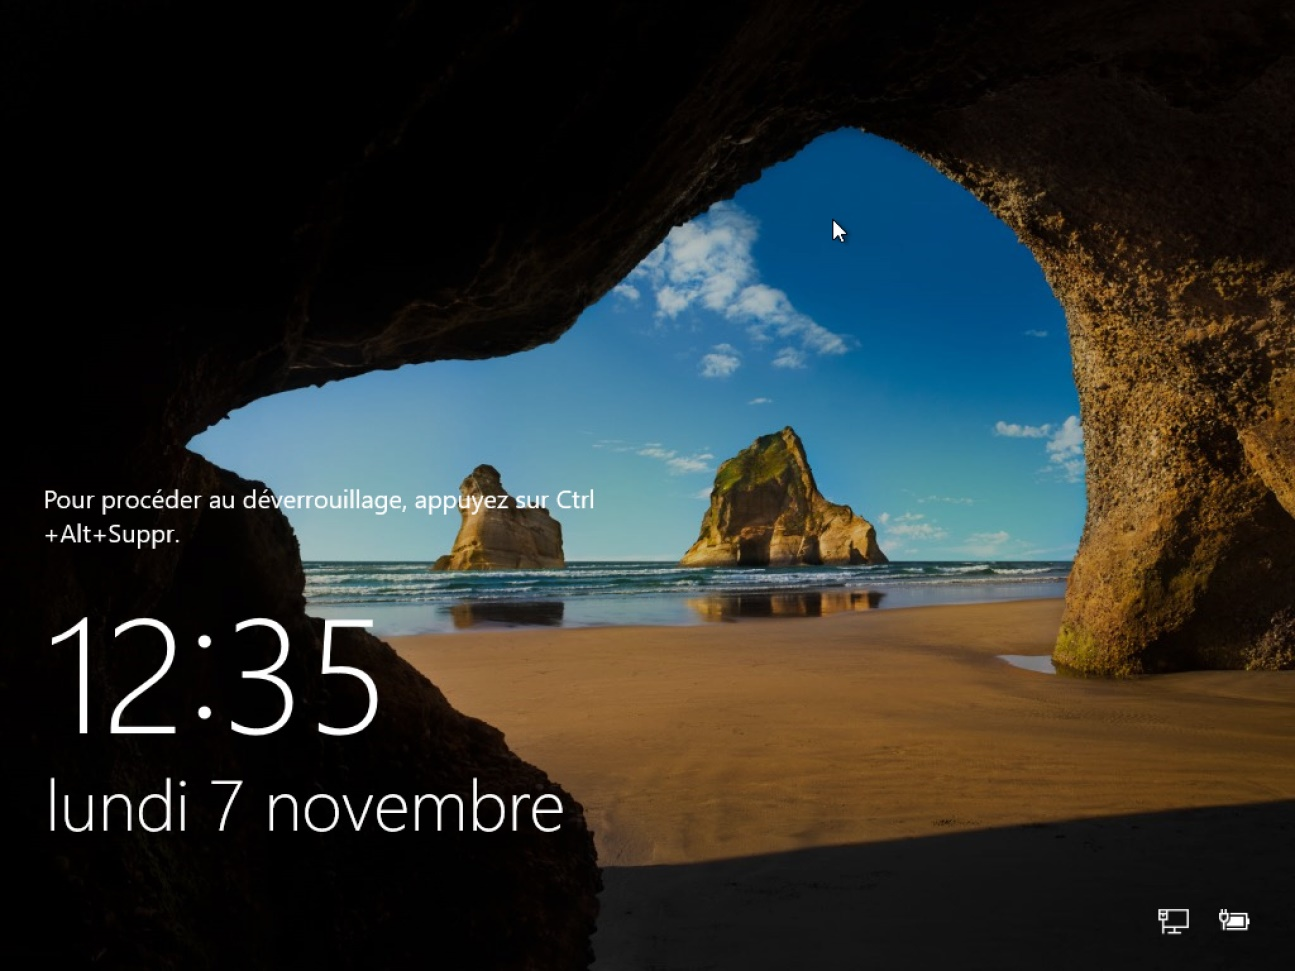 Pour procéder au déverrouillage, appuyez sur Ctrl
+Alt+Suppr.
12:35
lundi 7 novembre